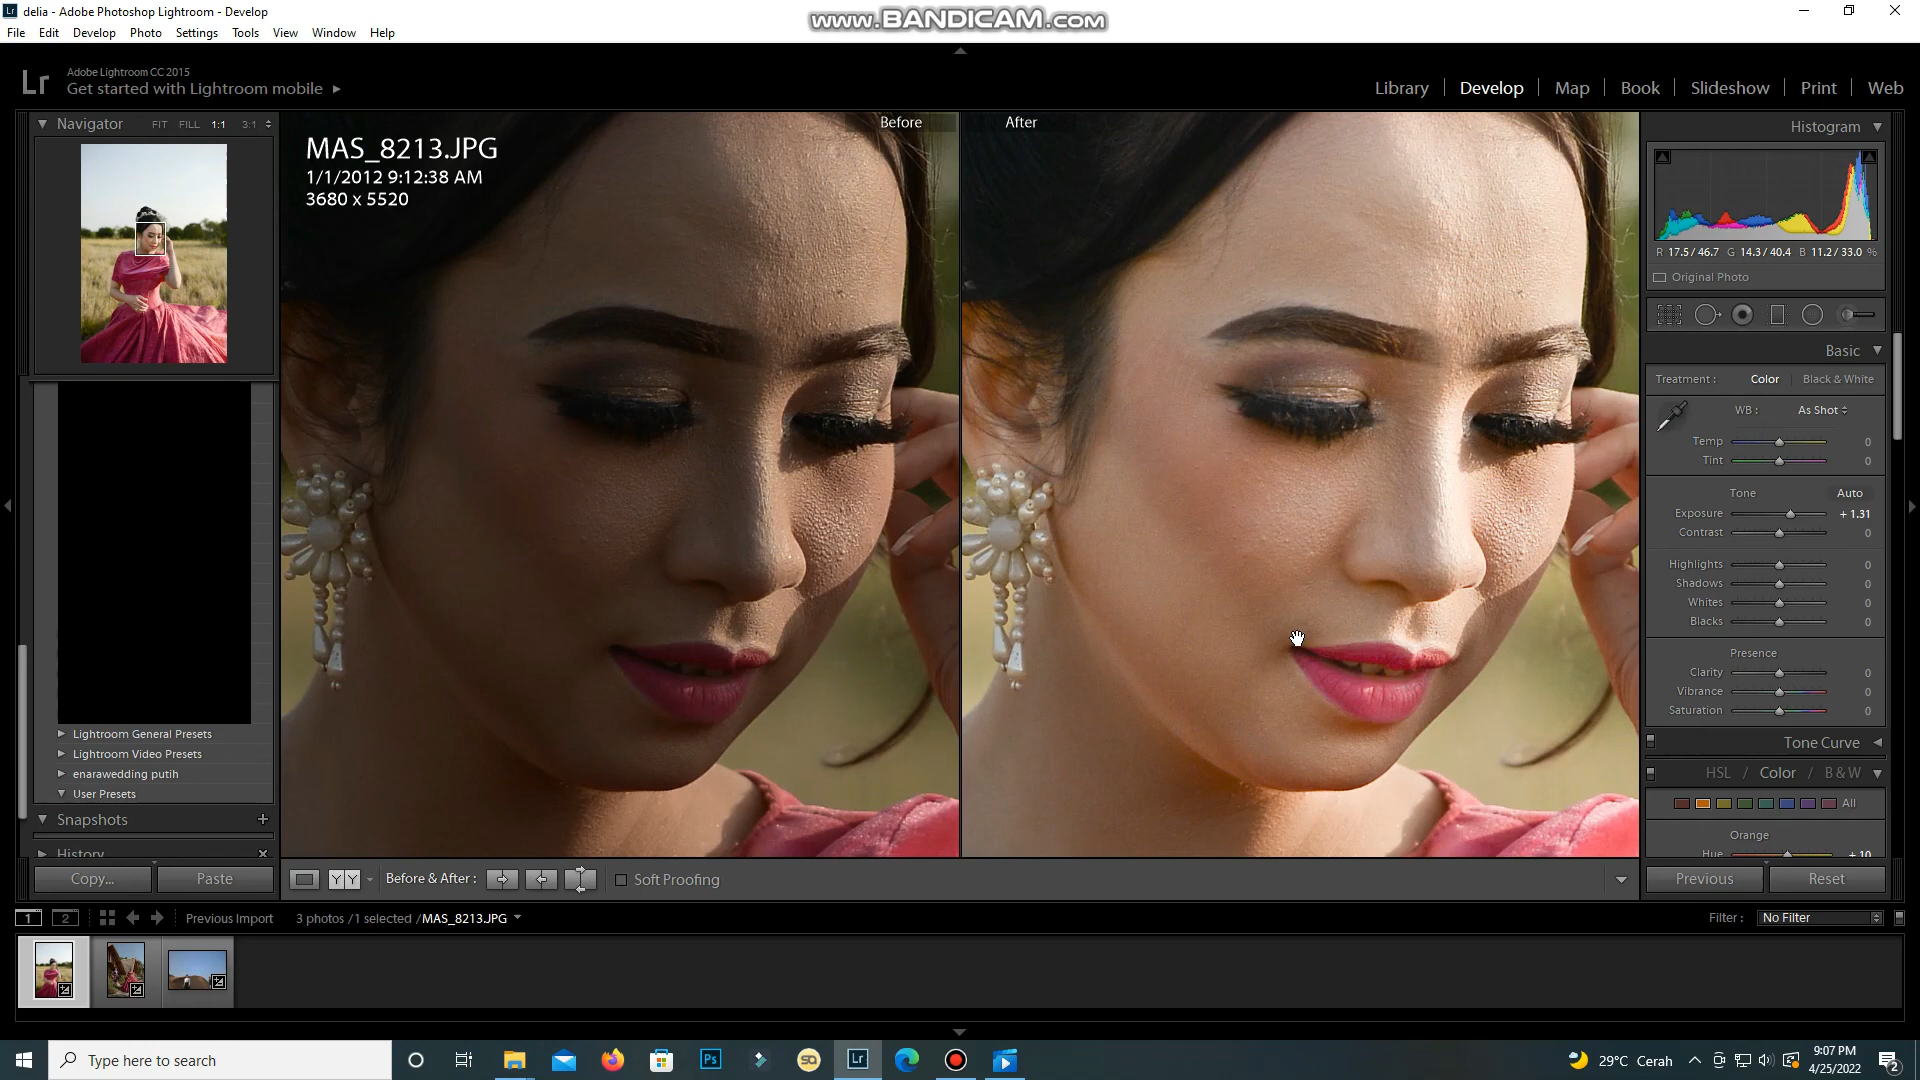 delia - Adobe Photoshop Lightroom - Develop
www.BANDICAM.com
File Edit Develop Photo Settings Tools View Window Help
Lr
Adobe Lightroom CC 2015
Get started with Lightroom mobile
Library Develop Map Book Slideshow Print Web
Navigator FIT FILL 1:1 3:1
Before After
Histogram
MAS_8213.JPG
1/1/2012 9:12:38 AM
3680 x 5520
R 17.5 / 46.7 G 14.3 / 40.4 B 11.2 / 33.0 %
Original Photo
Basic
Treatment : Color Black & White
WB : As Shot
Temp 0
Tint 0
Tone Auto
Exposure + 1.31
Contrast 0
Highlights 0
Shadows 0
Whites 0
Blacks 0
Presence
Clarity 0
Vibrance 0
Saturation 0
Tone Curve
HSL / Color / B & W
All
Orange
Hue + 10
Lightroom General Presets
Lightroom Video Presets
enarawedding putih
User Presets
Snapshots +
History
Copy... Paste
YY Before & After : Soft Proofing
Previous Reset
1 2 Previous Import 3 photos / 1 selected / MAS_8213.JPG
Filter : No Filter
Type here to search
Ps
Lr
29°C Cerah
9:07 PM
4/25/2022
2